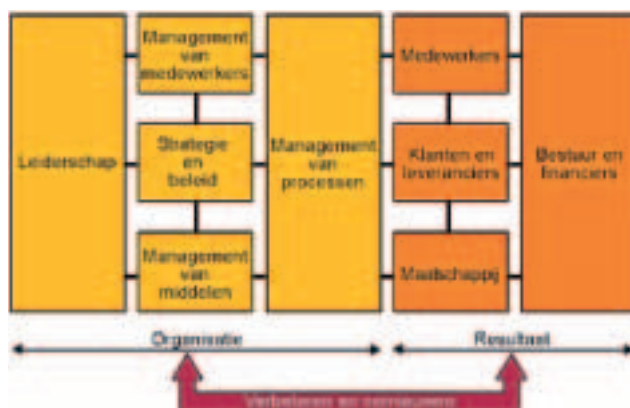 Leiderschap
Management
van
medewerkers
Strategie
en
beleid
Management
van
middelen
Management
van
processen
Medewerkers
Klanten en
leveranciers
Maatschappij
Bestuur en
financiers
Organisatie
Resultaat
Verbeteren en vernieuwen